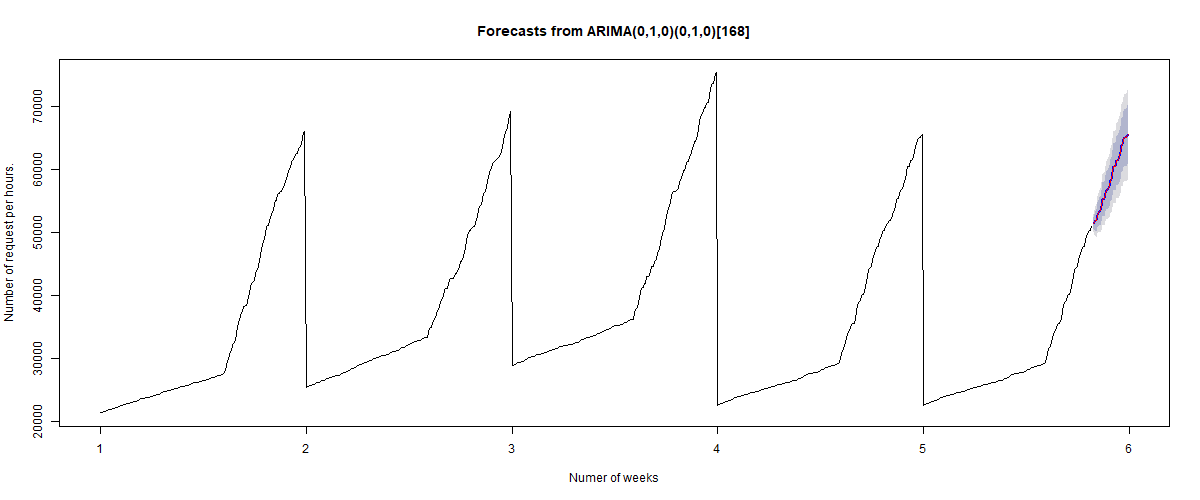 Forecasts from ARIMA(0,1,0)(0,1,0)[168]
Number of request per hours.
70000
60000
50000
40000
30000
20000
1 2 3 4 5 6
Numer of weeks